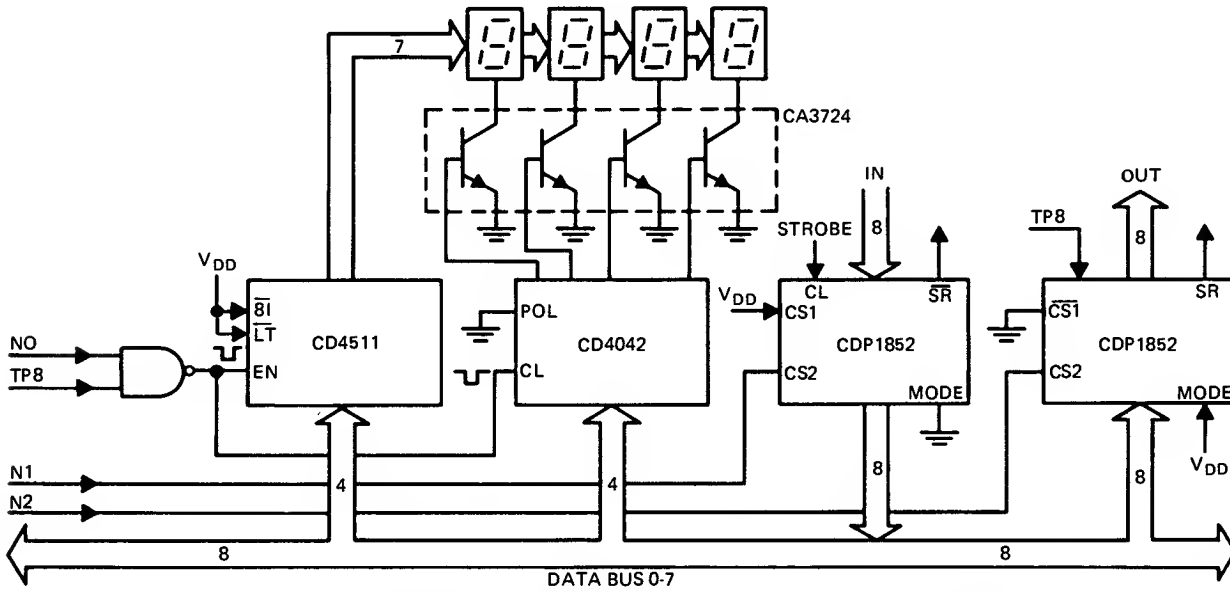 7
CA3724
IN
OUT
STROBE
8
TP8
8
VDD
CL
SR
SR
VDD
BI
LT
CD4511
POL
CD4042
CS1
CDP1852
CS1
CDP1852
NO
TP8
EN
CL
CS2
CS2
MODE
MODE
N1
4
4
8
8
VDD
N2
8
8
DATA BUS 0-7